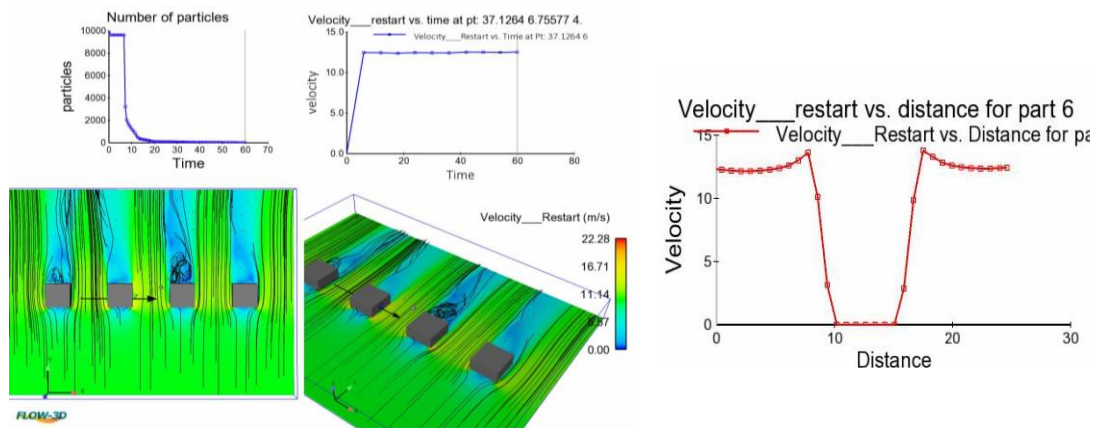 Number of particles
10000
8000
6000
4000
2000
0
particles
0 10 20 30 40 50 60 70
Time
Velocity___restart vs. time at pt: 37.1264 6.75577 4.
Velocity___Restart vs. Time at Pt: 37.1264 6
15.0
10.0
5.0
0.0
velocity
0 20 40 60 80
Time
Velocity___Restart (m/s)
22.28
16.71
11.14
5.57
0.00
FLOW-3D
Velocity___restart vs. distance for part 6
Velocity___Restart vs. Distance for pa
15
10
5
0
Velocity
0 10 20 30
Distance